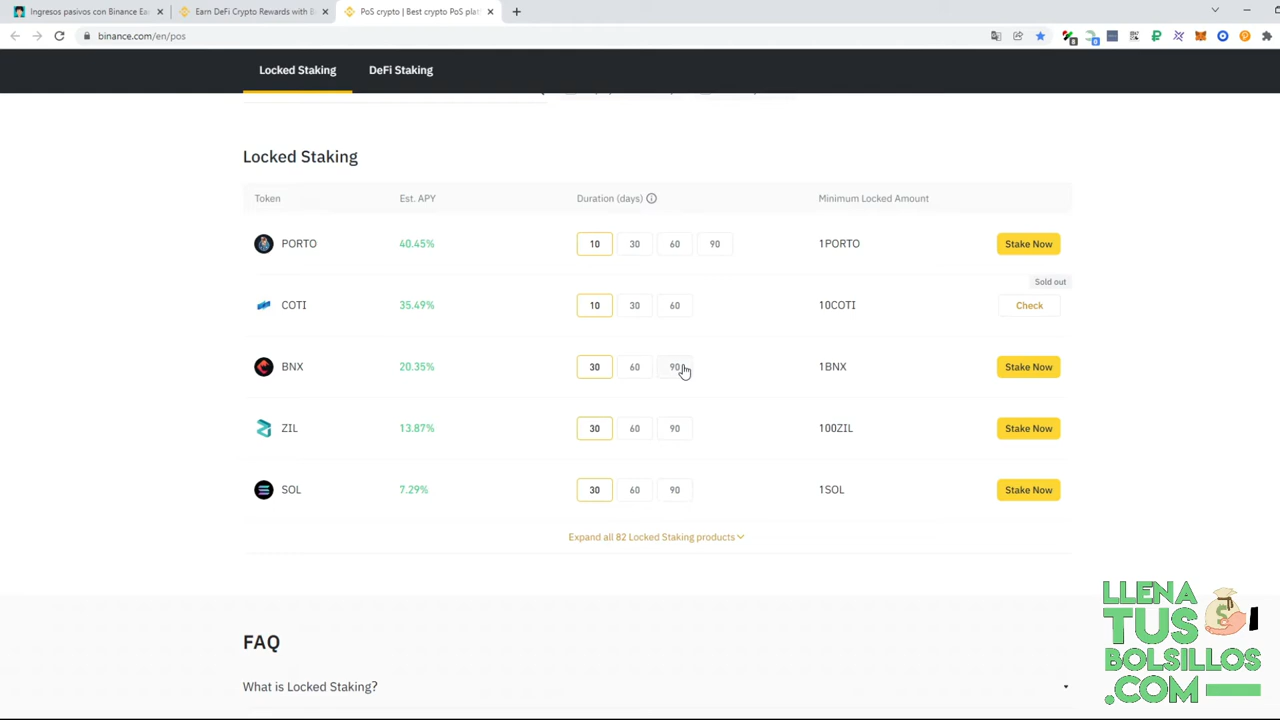 Ingresos pasivos con Binance Ea
Earn DeFi Crypto Rewards with B
PoS crypto | Best crypto PoS plat
binance.com/en/pos
Locked Staking
DeFi Staking
Locked Staking
Token Est. APY Duration (days) Minimum Locked Amount
PORTO 40.45% 10 30 60 90 1PORTO Stake Now
Sold out
COTI 35.49% 10 30 60 10COTI Check
BNX 20.35% 30 60 90 1BNX Stake Now
ZIL 13.87% 30 60 90 100ZIL Stake Now
SOL 7.29% 30 60 90 1SOL Stake Now
Expand all 82 Locked Staking products
FAQ
What is Locked Staking?
LLENA
TUS
BOLSILLOS
.COM